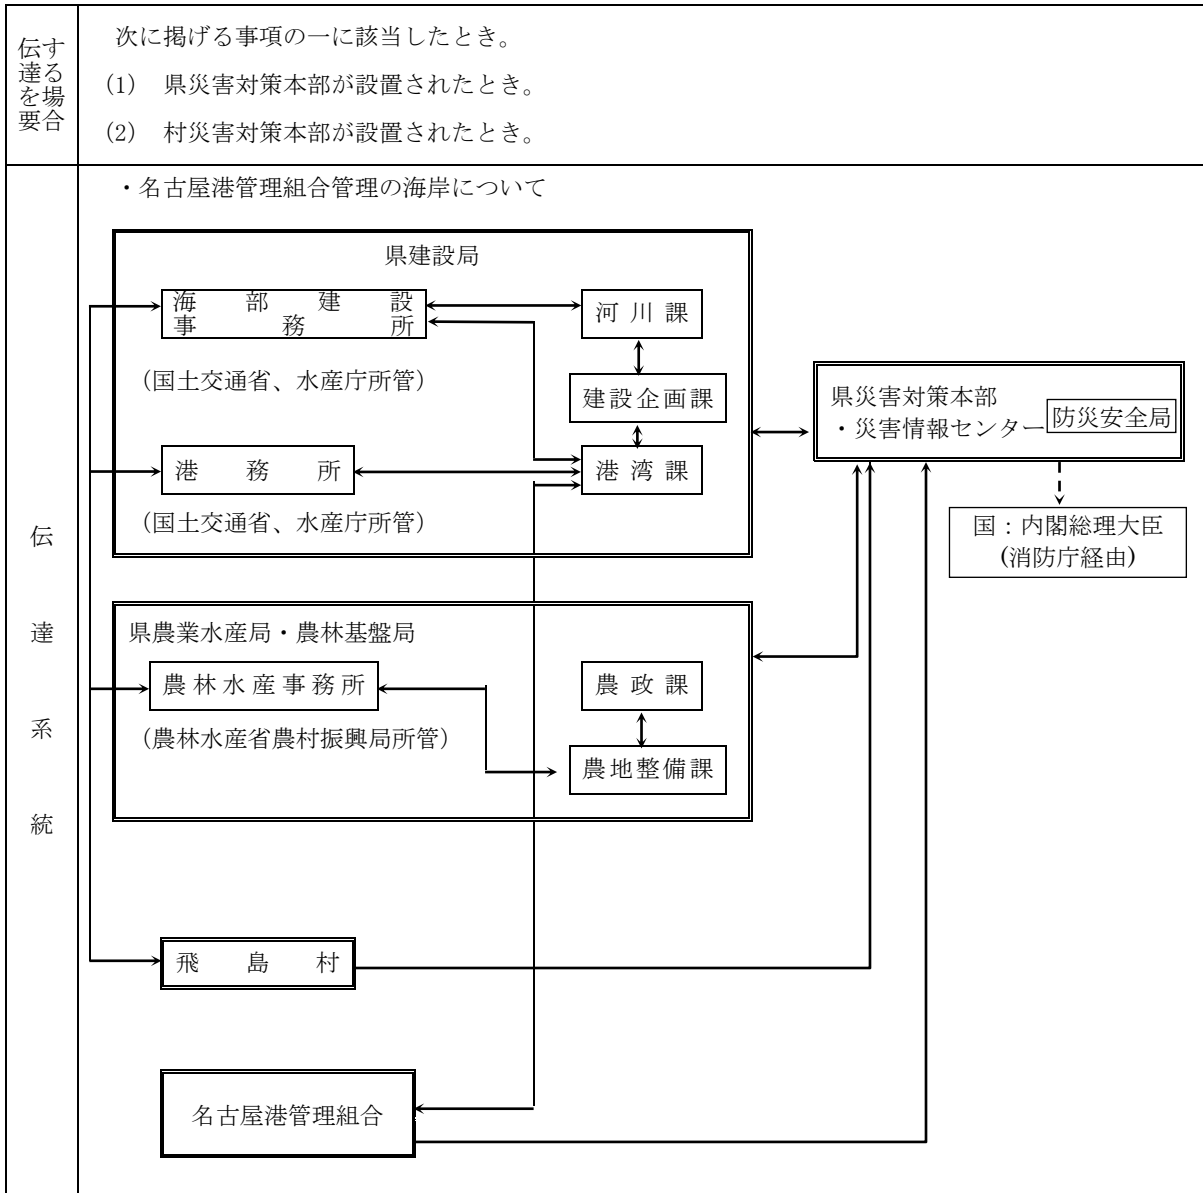 伝達を要
する場合
次に掲げる事項の一に該当したとき。
(1) 県災害対策本部が設置されたとき。
(2) 村災害対策本部が設置されたとき。
伝達系統
・名古屋港管理組合管理の海岸について
県建設局
海部建設
事務所
河川課
(国土交通省、水産庁所管)
建設企画課
港務所
港湾課
(国土交通省、水産庁所管)
県災害対策本部
・災害情報センター
防災安全局
国：内閣総理大臣
(消防庁経由)
県農業水産局・農林基盤局
農林水産事務所
農政課
(農林水産省農村振興局所管)
農地整備課
飛島村
名古屋港管理組合